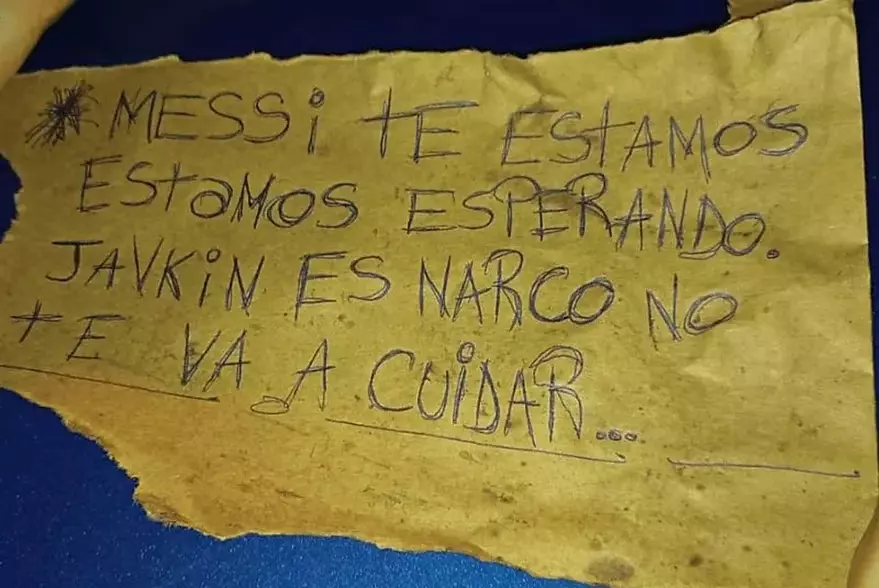 MESSi tE ESTAMOS
EStaMOS ESPERANDO.
JAVKiN ES NARCO NO
tE VA A CUiDAR...